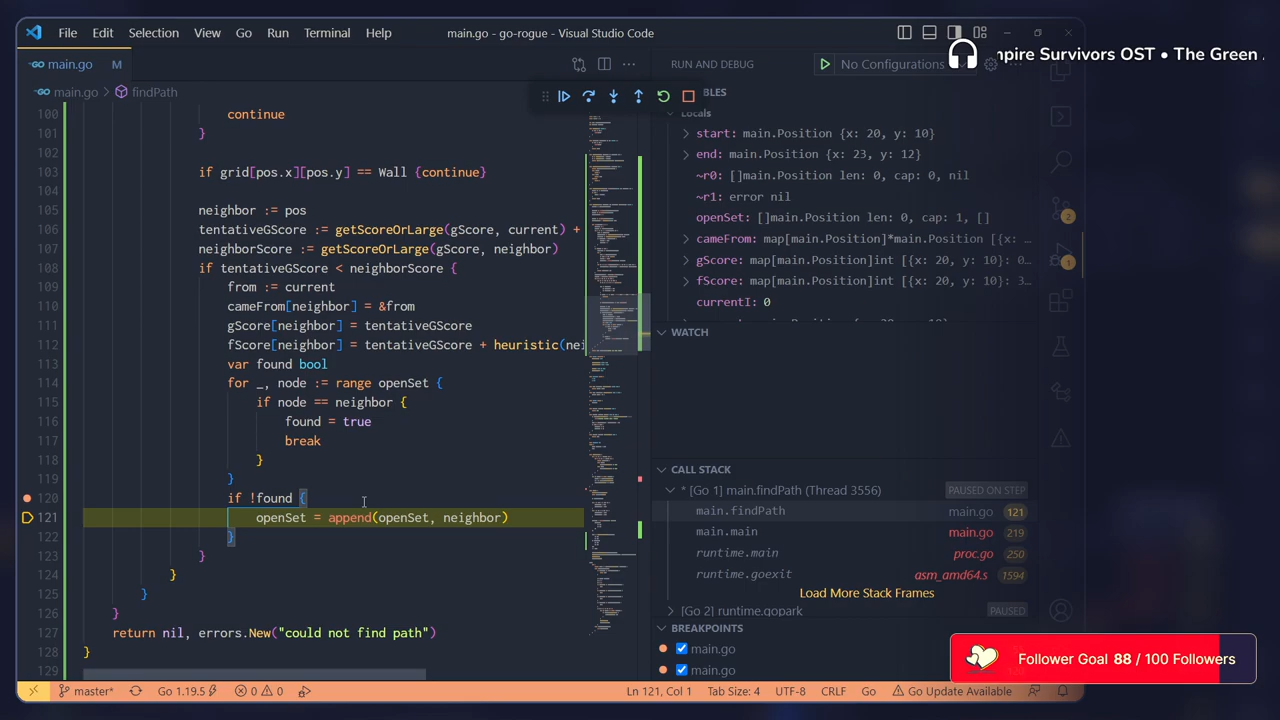 File Edit Selection View Go Run Terminal Help
main.go - go-rogue - Visual Studio Code
mpire Survivors OST • The Green
main.go M
RUN AND DEBUG
No Configurations
main.go > findPath
100 continue
101 }
102
103 if grid[pos.x][pos.y] == Wall {continue}
104
105 neighbor := pos
106 tentativeGScore := getScoreOrLarge(gScore, current) +
107 neighborScore := getScoreOrLarge(gScore, neighbor)
108 if tentativeGScore < neighborScore {
109 from := current
110 cameFrom[neighbor] = &from
111 gScore[neighbor] = tentativeGScore
112 fScore[neighbor] = tentativeGScore + heuristic(nei
113 var found bool
114 for _, node := range openSet {
115 if node == neighbor {
116 found = true
117 break
118 }
119 }
120 if !found {
121 openSet = append(openSet, neighbor)
122 }
123 }
124 }
125 }
126 }
127 return nil, errors.New("could not find path")
128 }
129
BLES
Locals
start: main.Position {x: 20, y: 10}
end: main.Position {x: 23, y: 12}
~r0: []main.Position len: 0, cap: 0, nil
~r1: error nil
openSet: []main.Position len: 0, cap: 1, []
cameFrom: map[main.Position]*main.Position [{x: …
gScore: map[main.Position]int [{x: 20, y: 10}: 0…
fScore: map[main.Position]int [{x: 20, y: 10}: 3…
currentI: 0
WATCH
CALL STACK
* [Go 1] main.findPath (Thread 3556) PAUSED ON STEP
main.findPath main.go 121
main.main main.go 219
runtime.main proc.go 250
runtime.goexit asm_amd64.s 1594
Load More Stack Frames
[Go 2] runtime.gopark PAUSED
BREAKPOINTS
main.go
main.go
2
1
Follower Goal 88 / 100 Followers
master* Go 1.19.5 0 0
Ln 121, Col 1 Tab Size: 4 UTF-8 CRLF Go Go Update Available